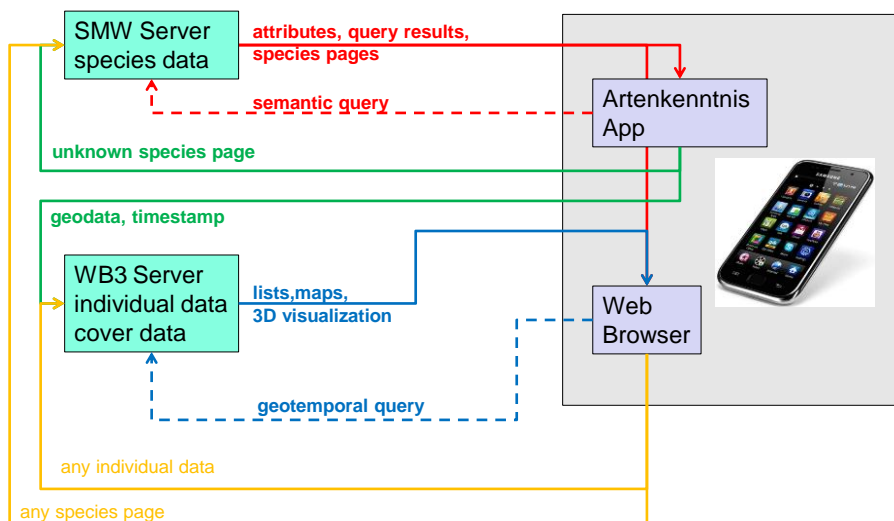 SMW Server
species data
attributes, query results,
species pages
semantic query
Artenkenntnis
App
unknown species page
geodata, timestamp
SAMSUNG
WB3 Server
individual data
cover data
lists,maps,
3D visualization
Web
Browser
geotemporal query
any individual data
any species page